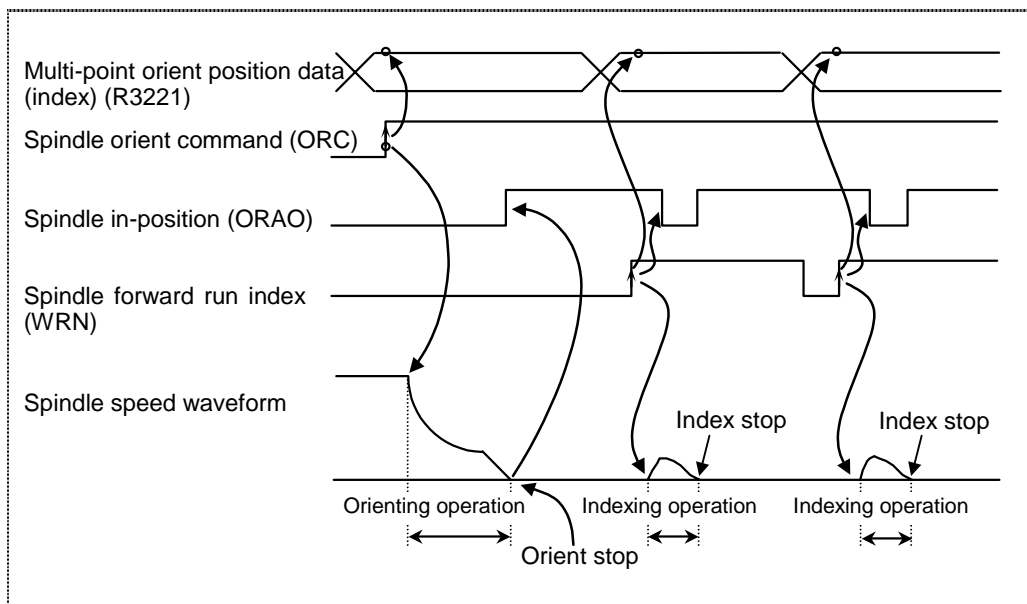 Multi-point orient position data
(index) (R3221)
Spindle orient command (ORC)
Spindle in-position (ORAO)
Spindle forward run index
(WRN)
Spindle speed waveform
Index stop
Index stop
Orienting operation
Indexing operation
Indexing operation
Orient stop